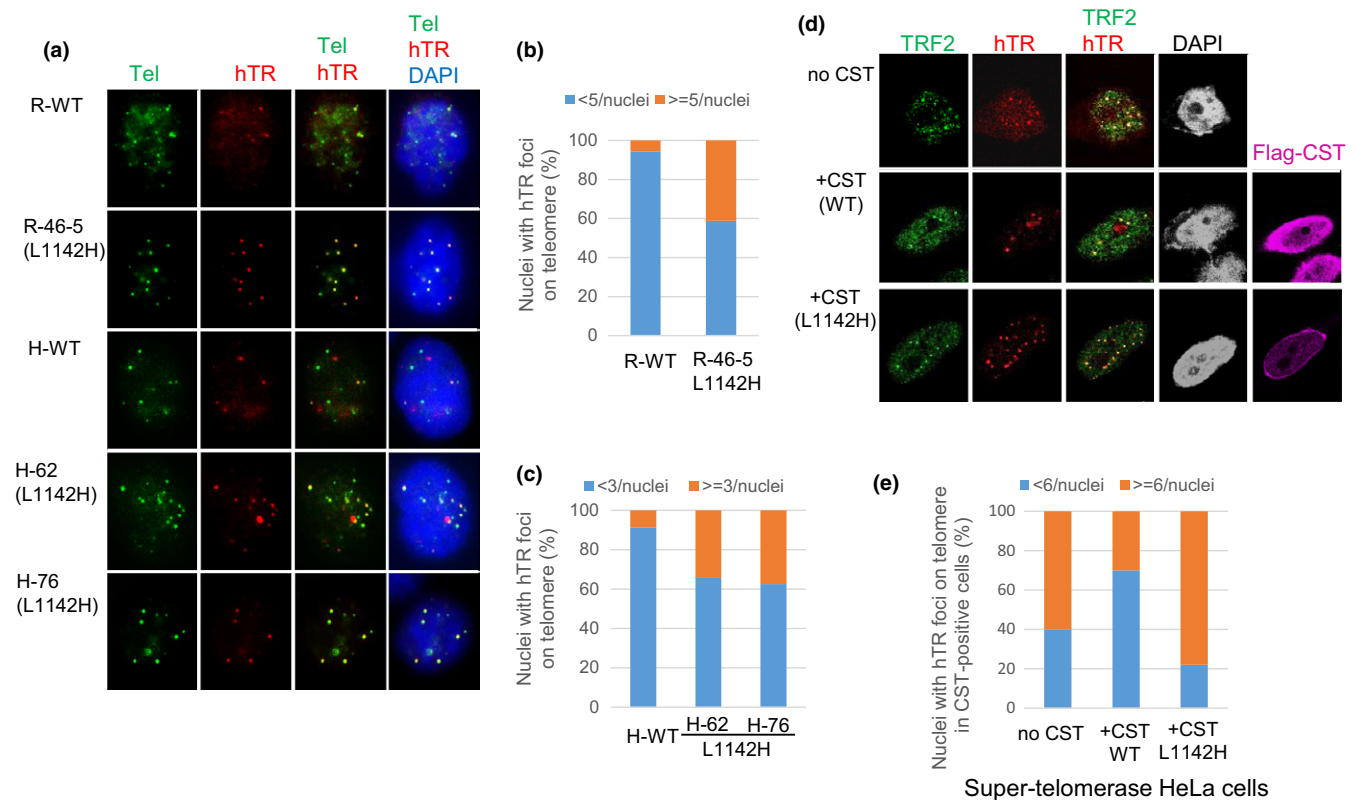 (a)
Tel
hTR
Tel
hTR
Tel
hTR
DAPI
R-WT
R-46-5
(L1142H)
H-WT
H-62
(L1142H)
H-76
(L1142H)
(b)
<5/nuclei >=5/nuclei
Nuclei with hTR foci
on teleomere (%)
100
80
60
40
20
0
R-WT R-46-5
L1142H
(c)
<3/nuclei >=3/nuclei
Nuclei with hTR foci
on telomere (%)
100
80
60
40
20
0
H-WT H-62 H-76
L1142H
(d)
TRF2
hTR
TRF2
hTR
DAPI
no CST
Flag-CST
+CST
(WT)
+CST
(L1142H)
(e)
<6/nuclei >=6/nuclei
Nuclei with hTR foci on telomere
in CST-positive cells (%)
100
80
60
40
20
0
no CST +CST +CST
WT L1142H
Super-telomerase HeLa cells